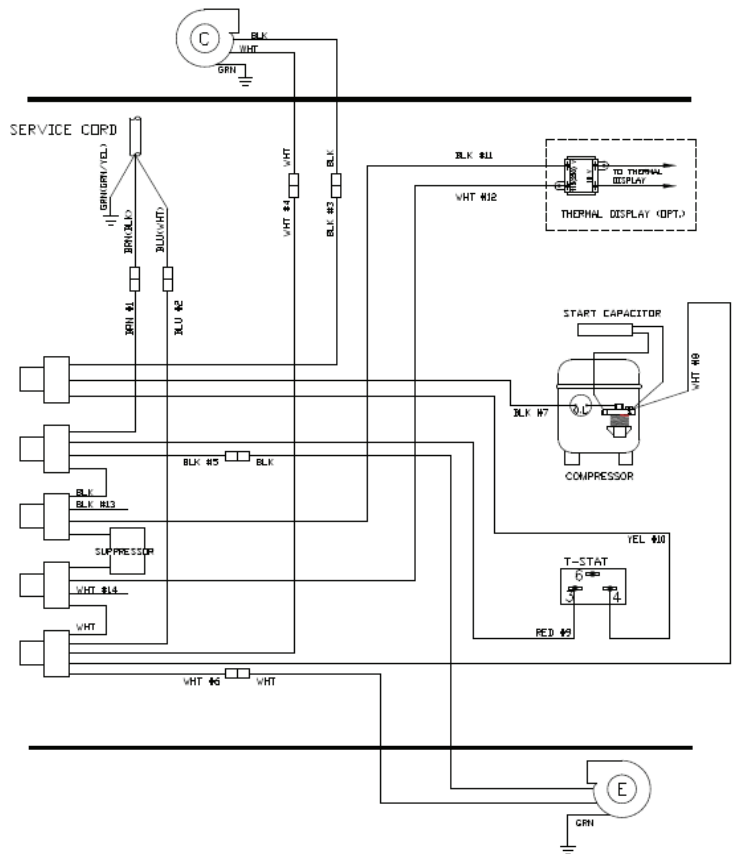 C
BLK
WHT
GRN
SERVICE CORD
GRN(GRN/YEL)
BRN(BLK)
BLU(WHT)
WHT
BLK
BRN #1
BLU #2
WHT #4
BLK #3
BLK #11
WHT #12
TO THERMAL
DISPLAY
THERMAL DISPLAY (OPT.)
START CAPACITOR
WHT #8
BLK #7
O.L
COMPRESSOR
BLK #5
BLK
BLK
BLK #13
SUPPRESSOR
YEL #10
T-STAT
6
3
4
WHT #14
WHT
RED #9
WHT #6
WHT
E
GRN